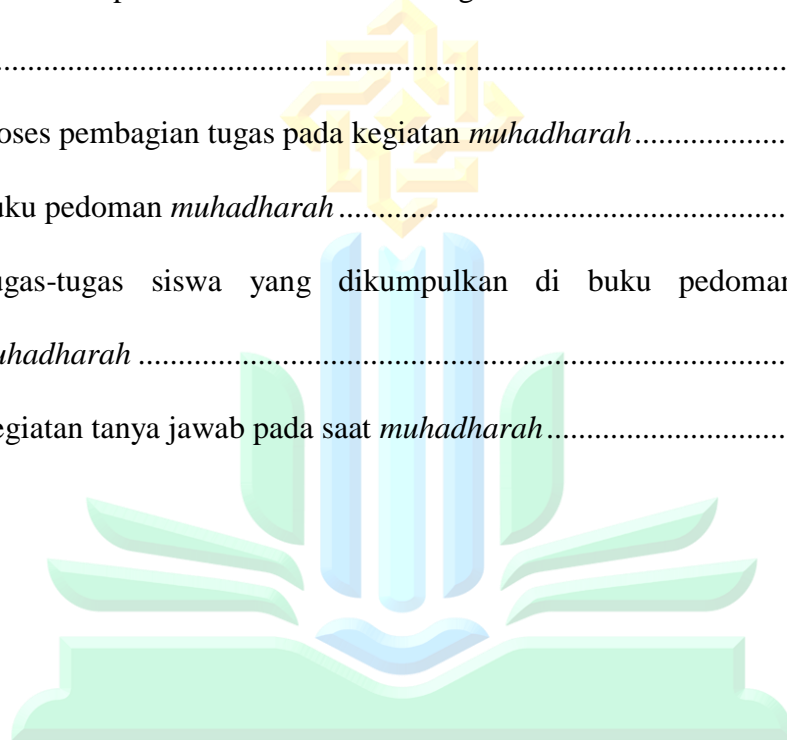 .......................................................................................................
oses pembagian tugas pada kegiatan muhadharah...................
uku pedoman muhadharah.........................................................
ugas-tugas siswa yang dikumpulkan di buku pedoman
uhadharah..................................................................................
egiatan tanya jawab pada saat muhadharah..............................